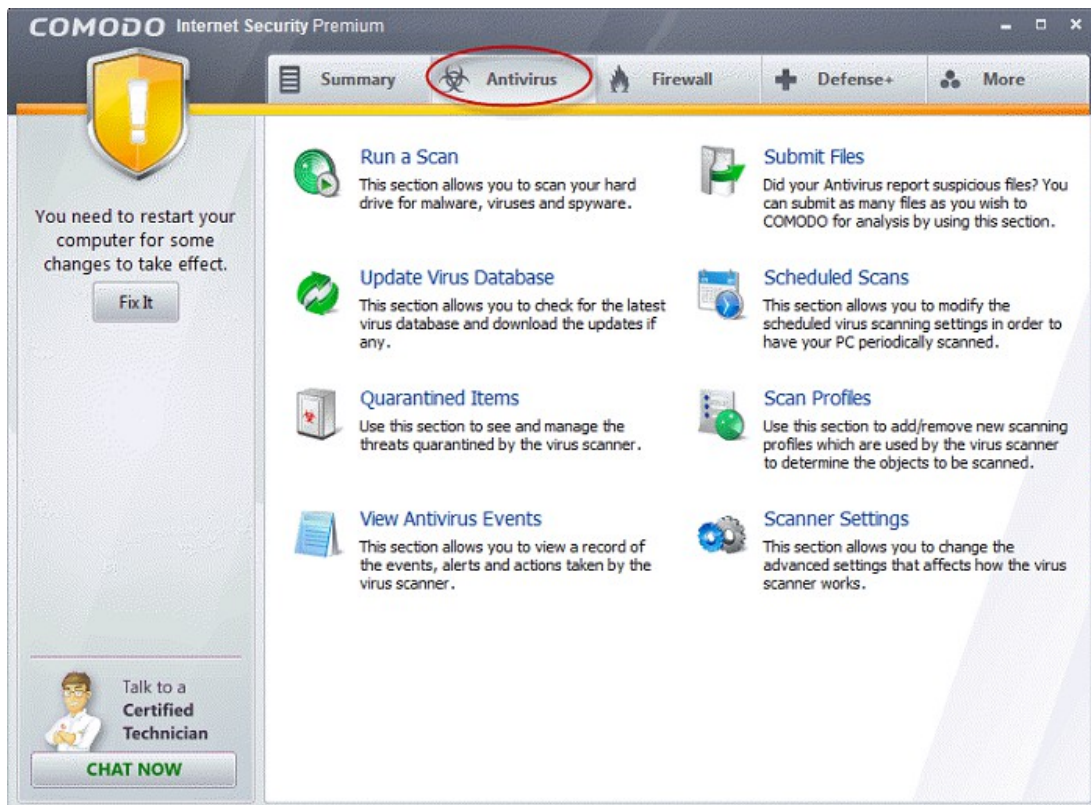 COMODO Internet Security Premium
Summary
Antivirus
Firewall
Defense+
More
You need to restart your
computer for some
changes to take effect.
Fix It
Run a Scan
This section allows you to scan your hard
drive for malware, viruses and spyware.
Submit Files
Did your Antivirus report suspicious files? You
can submit as many files as you wish to
COMODO for analysis by using this section.
Update Virus Database
This section allows you to check for the latest
virus database and download the updates if
any.
Scheduled Scans
This section allows you to modify the
scheduled virus scanning settings in order to
have your PC periodically scanned.
Quarantined Items
Use this section to see and manage the
threats quarantined by the virus scanner.
Scan Profiles
Use this section to add/remove new scanning
profiles which are used by the virus scanner
to determine the objects to be scanned.
View Antivirus Events
This section allows you to view a record of
the events, alerts and actions taken by the
virus scanner.
Scanner Settings
This section allows you to change the
advanced settings that affects how the virus
scanner works.
Talk to a
Certified
Technician
CHAT NOW